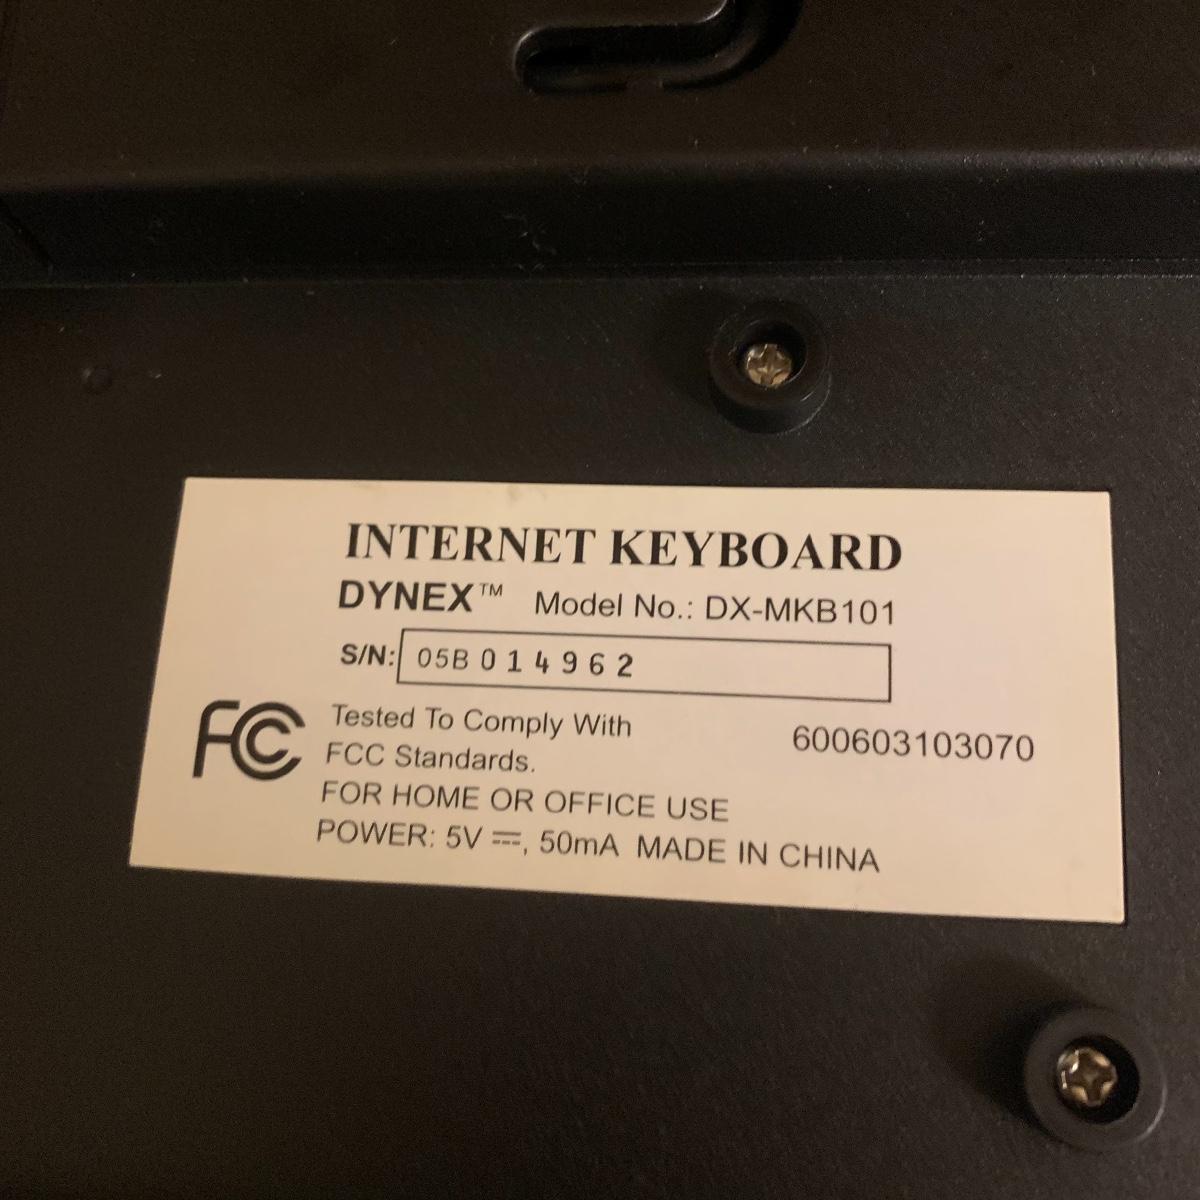 INTERNET KEYBOARD
DYNEX™ Model No.: DX-MKB101
S/N: 05B 014962
FC Tested To Comply With
FCC Standards.
600603103070
FOR HOME OR OFFICE USE
POWER: 5V ⎓, 50mA MADE IN CHINA